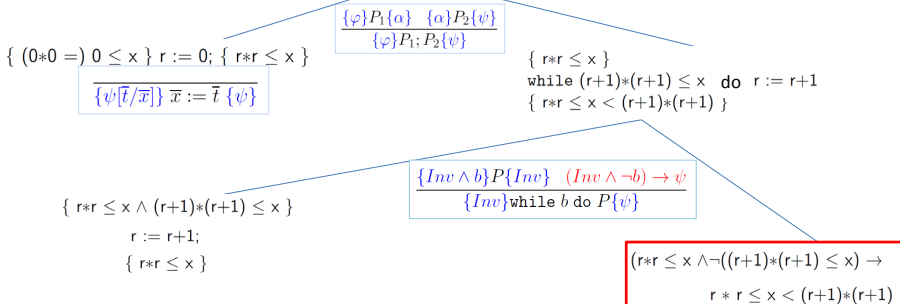 {φ}P₁{α} {α}P₂{ψ}
{φ}P₁; P₂{ψ}
{ (0*0 =) 0 ≤ x } r := 0; { r*r ≤ x }
{ψ[t̅/x̅]} x̅ := t̅ {ψ}
{ r*r ≤ x }
while (r+1)*(r+1) ≤ x do r := r+1
{ r*r ≤ x < (r+1)*(r+1) }
{Inv ∧ b}P{Inv} (Inv ∧ ¬b) → ψ
{Inv}while b do P{ψ}
{ r*r ≤ x ∧ (r+1)*(r+1) ≤ x }
r := r+1;
{ r*r ≤ x }
(r*r ≤ x ∧¬((r+1)*(r+1) ≤ x) →
r * r ≤ x < (r+1)*(r+1)